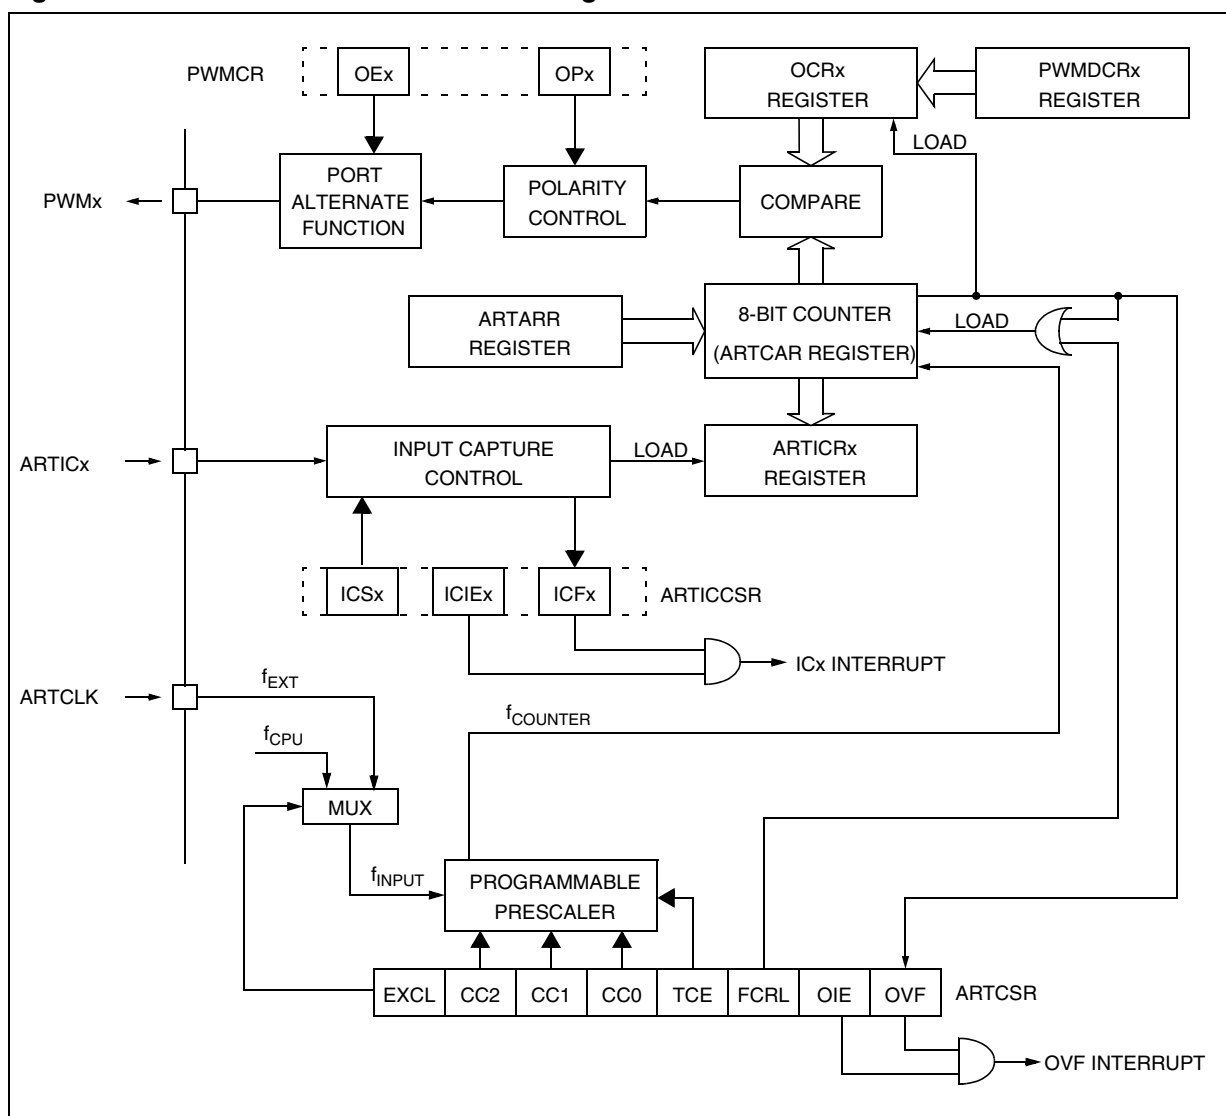 PWMCR
OEx
OPx
OCRx
REGISTER
PWMDCRx
REGISTER
LOAD
PWMx
PORT
ALTERNATE
FUNCTION
POLARITY
CONTROL
COMPARE
ARTARR
REGISTER
8-BIT COUNTER
(ARTCAR REGISTER)
LOAD
ARTICx
INPUT CAPTURE
CONTROL
LOAD
ARTICRx
REGISTER
ICSx
ICIEx
ICFx
ARTICCSR
ICx INTERRUPT
ARTCLK
fEXT
fCPU
fCOUNTER
MUX
fINPUT
PROGRAMMABLE
PRESCALER
EXCL CC2 CC1 CC0 TCE FCRL OIE OVF ARTCSR
OVF INTERRUPT